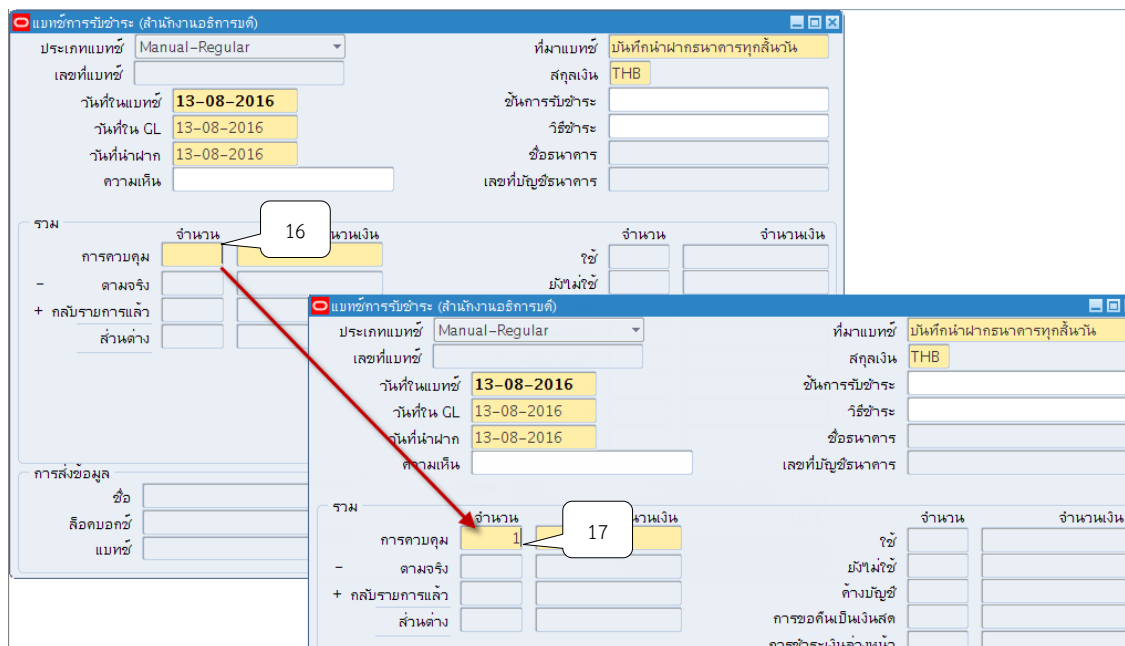 แบทช์การรับชำระ (สำนักงานอธิการบดี)
ประเภทแบทช์ Manual-Regular ที่มาแบทช์ บันทึกนำฝากธนาคารทุกสิ้นวัน
เลขที่แบทช์ สกุลเงิน THB
วันที่ในแบทช์ 13-08-2016 ชั้นการรับชำระ
วันที่ใน GL 13-08-2016 วิธีชำระ
วันที่นำฝาก 13-08-2016 ชื่อธนาคาร
ความเห็น เลขที่บัญชีธนาคาร
รวม
จำนวน 16 จำนวน จำนวนเงิน
การควบคุม ใช้
- ตามจริง ยังไม่ใช้
+ กลับรายการแล้ว
ส่วนต่าง
การส่งข้อมูล
ชื่อ
ล็อคบอกซ์
แบทช์
แบทช์การรับชำระ (สำนักงานอธิการบดี)
ประเภทแบทช์ Manual-Regular ที่มาแบทช์ บันทึกนำฝากธนาคารทุกสิ้นวัน
เลขที่แบทช์ สกุลเงิน THB
วันที่ในแบทช์ 13-08-2016 ชั้นการรับชำระ
วันที่ใน GL 13-08-2016 วิธีชำระ
วันที่นำฝาก 13-08-2016 ชื่อธนาคาร
ความเห็น เลขที่บัญชีธนาคาร
รวม
จำนวน 17 จำนวน จำนวนเงิน
การควบคุม 1 ใช้
- ตามจริง ยังไม่ใช้
+ กลับรายการแล้ว ค้างบัญชี
ส่วนต่าง การขอคืนเป็นเงินสด
การชำระเงินล่วงหน้า